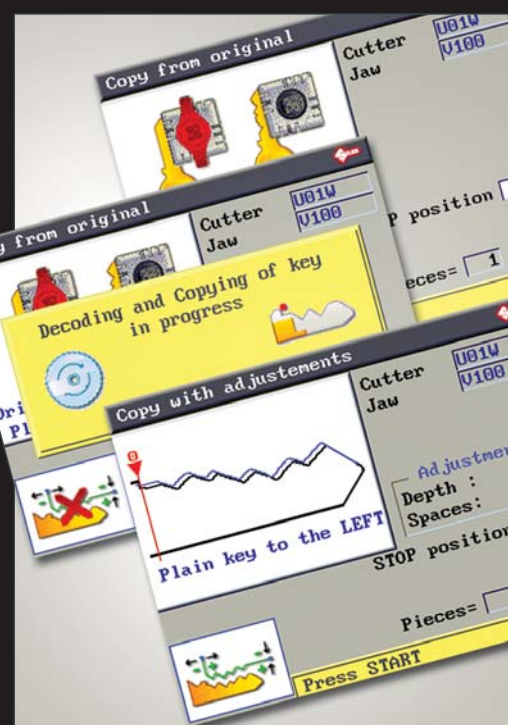 Copy from original
Cutter U01W
Jaw V100
P position
from original
Cutter U01W
Jaw V100
Pieces= 1
Decoding and Copying of key
in progress
Copy with adjustements
Cutter U01W
Jaw V100
0
Plain key to the LEFT
Depth :
Spaces:
STOP position
Pieces=
Press START